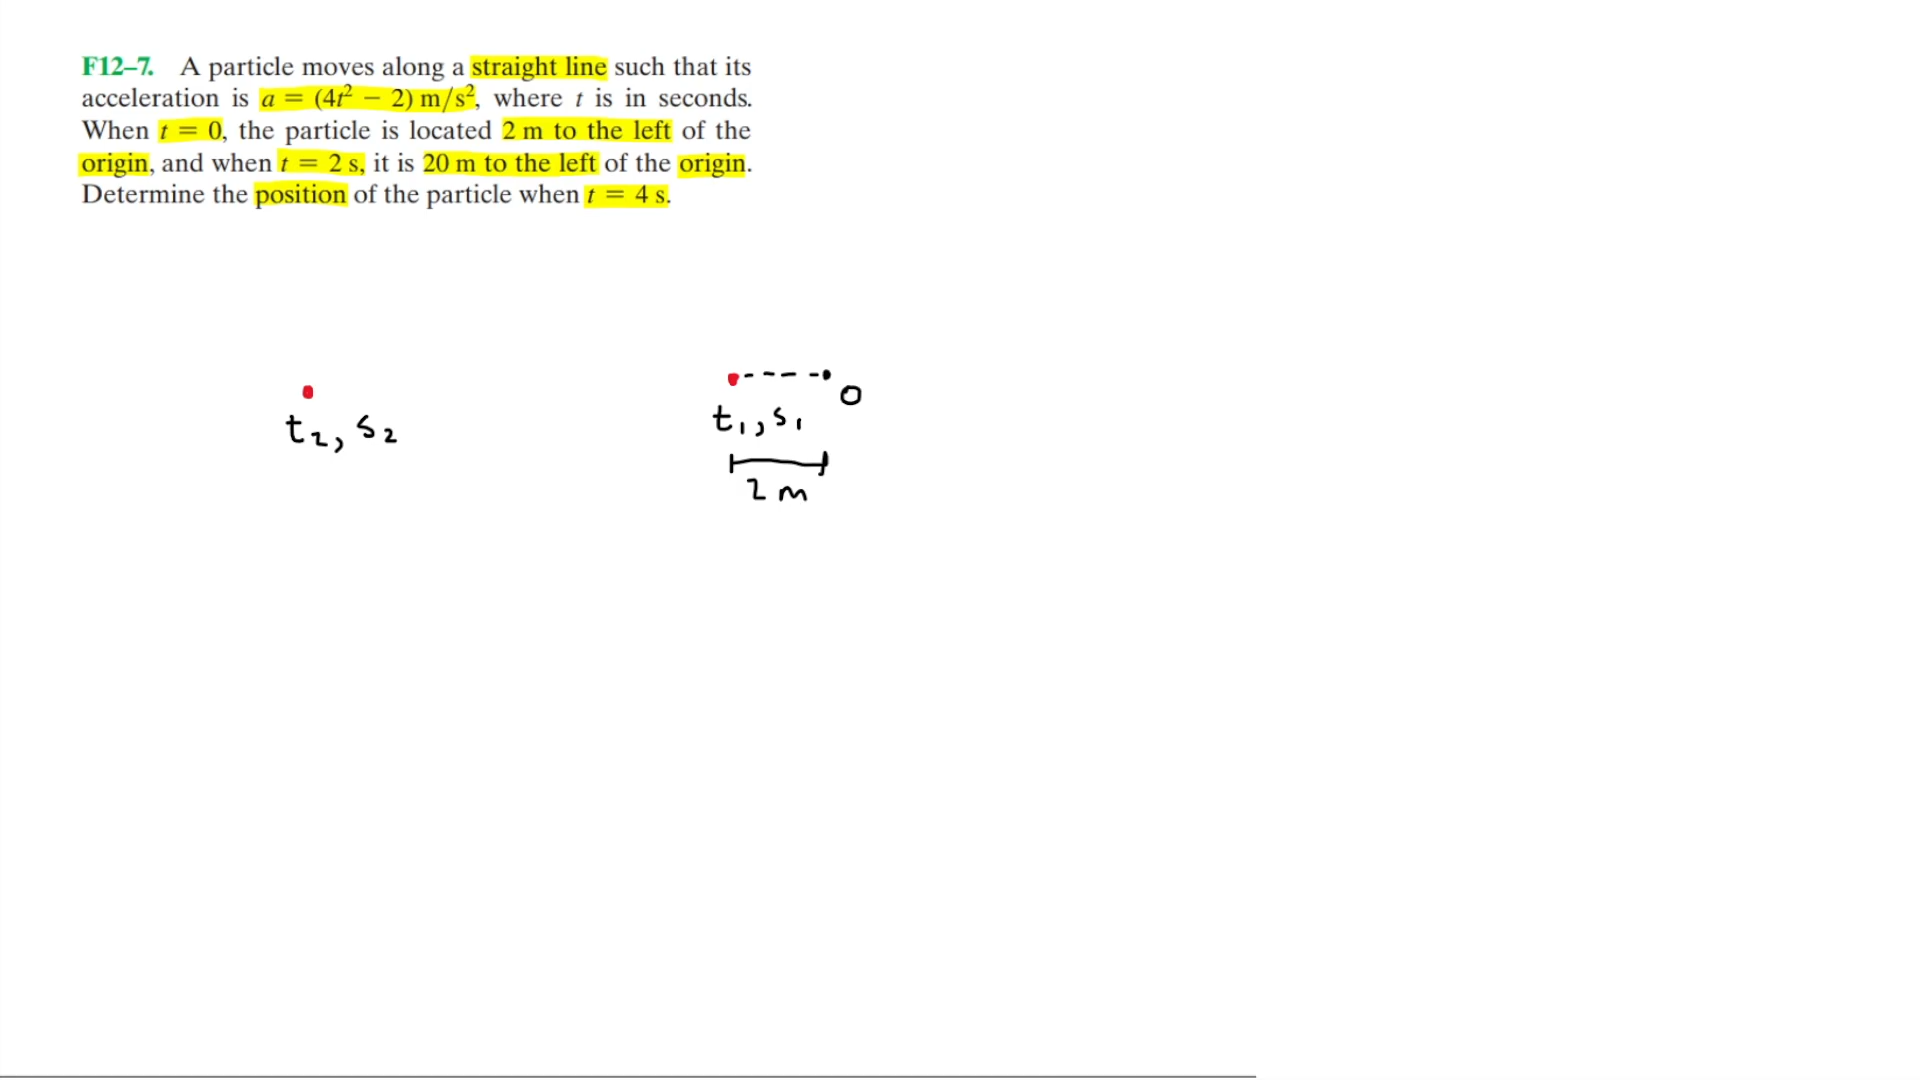 F12–7. A particle moves along a straight line such that its
acceleration is a = (4t² − 2) m/s², where t is in seconds.
When t = 0, the particle is located 2 m to the left of the
origin, and when t = 2 s, it is 20 m to the left of the origin.
Determine the position of the particle when t = 4 s.
t₂, s₂
t₁, s₁
O
2 m